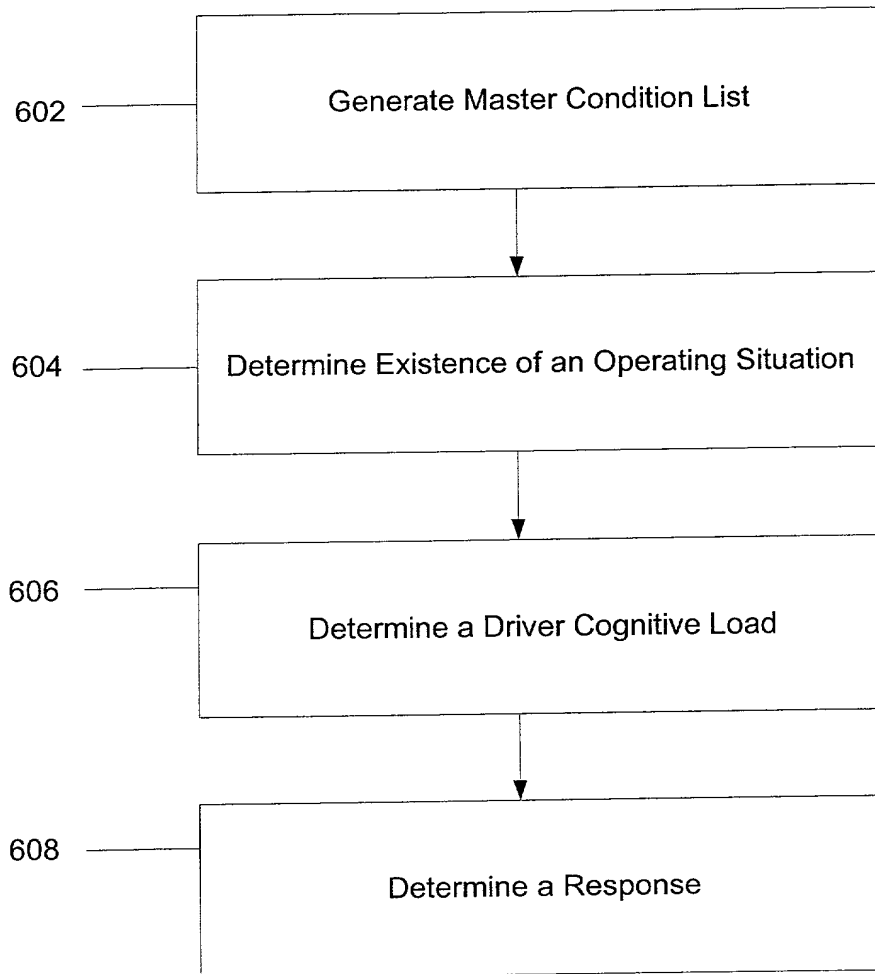 602
Generate Master Condition List
604
Determine Existence of an Operating Situation
606
Determine a Driver Cognitive Load
608
Determine a Response